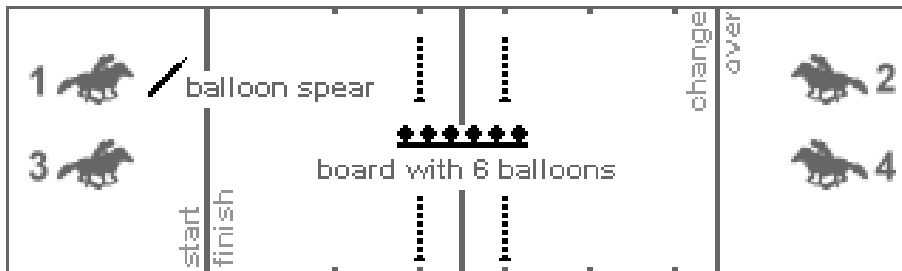 1
balloon spear
2
3
4
board with 6 balloons
start
finish
change
over